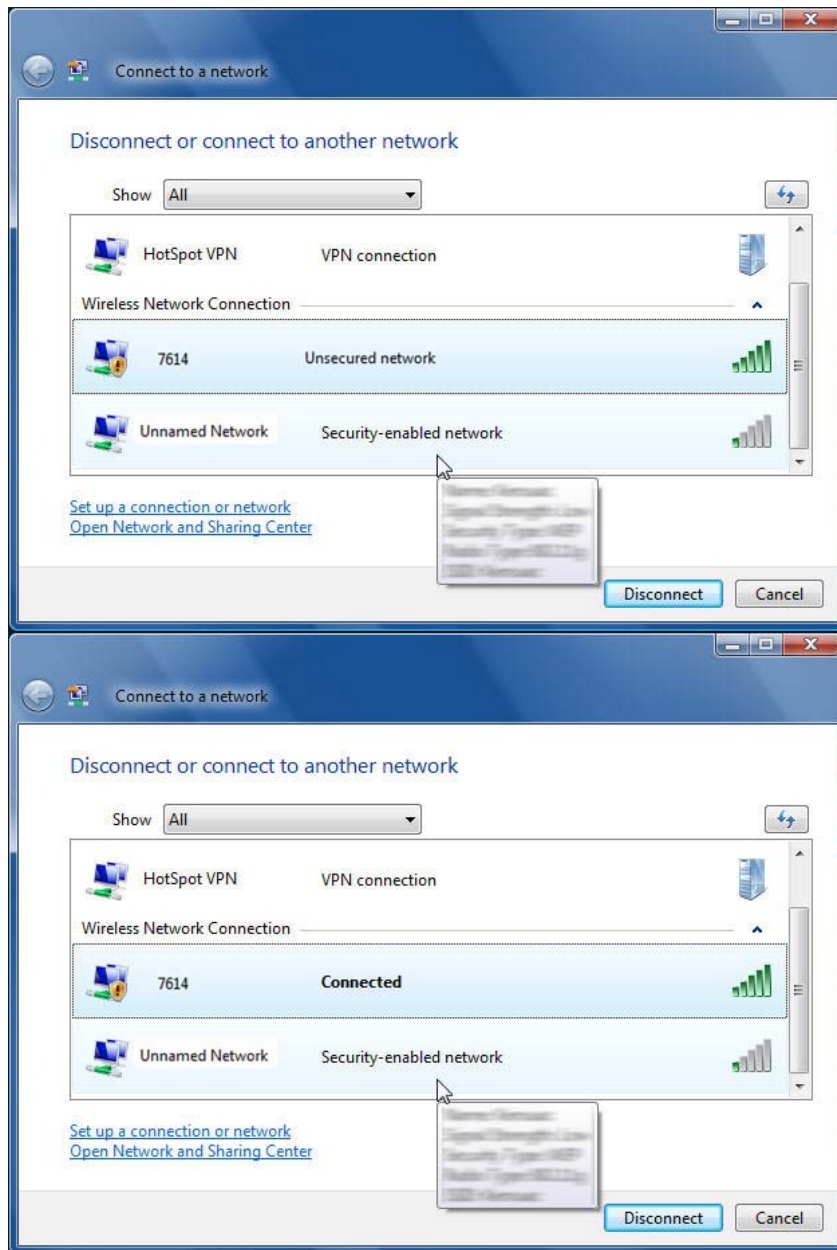 Connect to a network
Disconnect or connect to another network
Show All
HotSpot VPN VPN connection
Wireless Network Connection
7614 Unsecured network
Unnamed Network Security-enabled network
Set up a connection or network
Open Network and Sharing Center
Disconnect Cancel
Connect to a network
Disconnect or connect to another network
Show All
HotSpot VPN VPN connection
Wireless Network Connection
7614 Connected
Unnamed Network Security-enabled network
Set up a connection or network
Open Network and Sharing Center
Disconnect Cancel